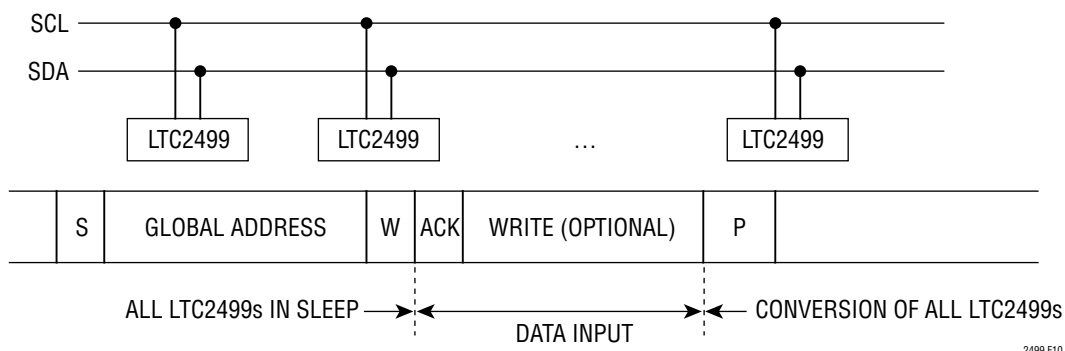 SCL
SDA
LTC2499 LTC2499 … LTC2499
S GLOBAL ADDRESS W ACK WRITE (OPTIONAL) P
ALL LTC2499s IN SLEEP CONVERSION OF ALL LTC2499s
DATA INPUT
2499 F10